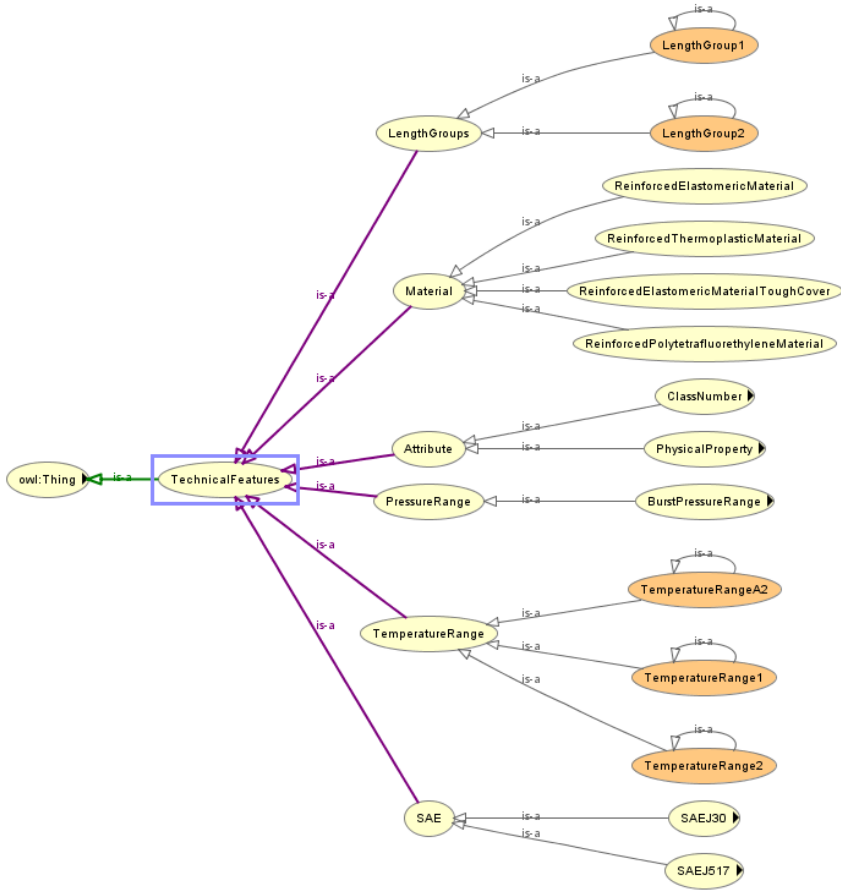 is-a
LengthGroup1
is-a
is-a
LengthGroups
is-a
LengthGroup2
ReinforcedElastomericMaterial
is-a
ReinforcedThermoplasticMaterial
is-a
Material
is-a
ReinforcedElastomericMaterialToughCover
is-a
is-a
ReinforcedPolytetrafluorethyleneMaterial
is-a
ClassNumber
is-a
Attribute
is-a
PhysicalProperty
is-a
owl:Thing
is-a
TechnicalFeatures
is-a
PressureRange
is-a
BurstPressureRange
is-a
is-a
TemperatureRangeA2
is-a
is-a
TemperatureRange
is-a
is-a
TemperatureRange1
is-a
is-a
TemperatureRange2
SAE
is-a
SAEJ30
is-a
SAEJ517